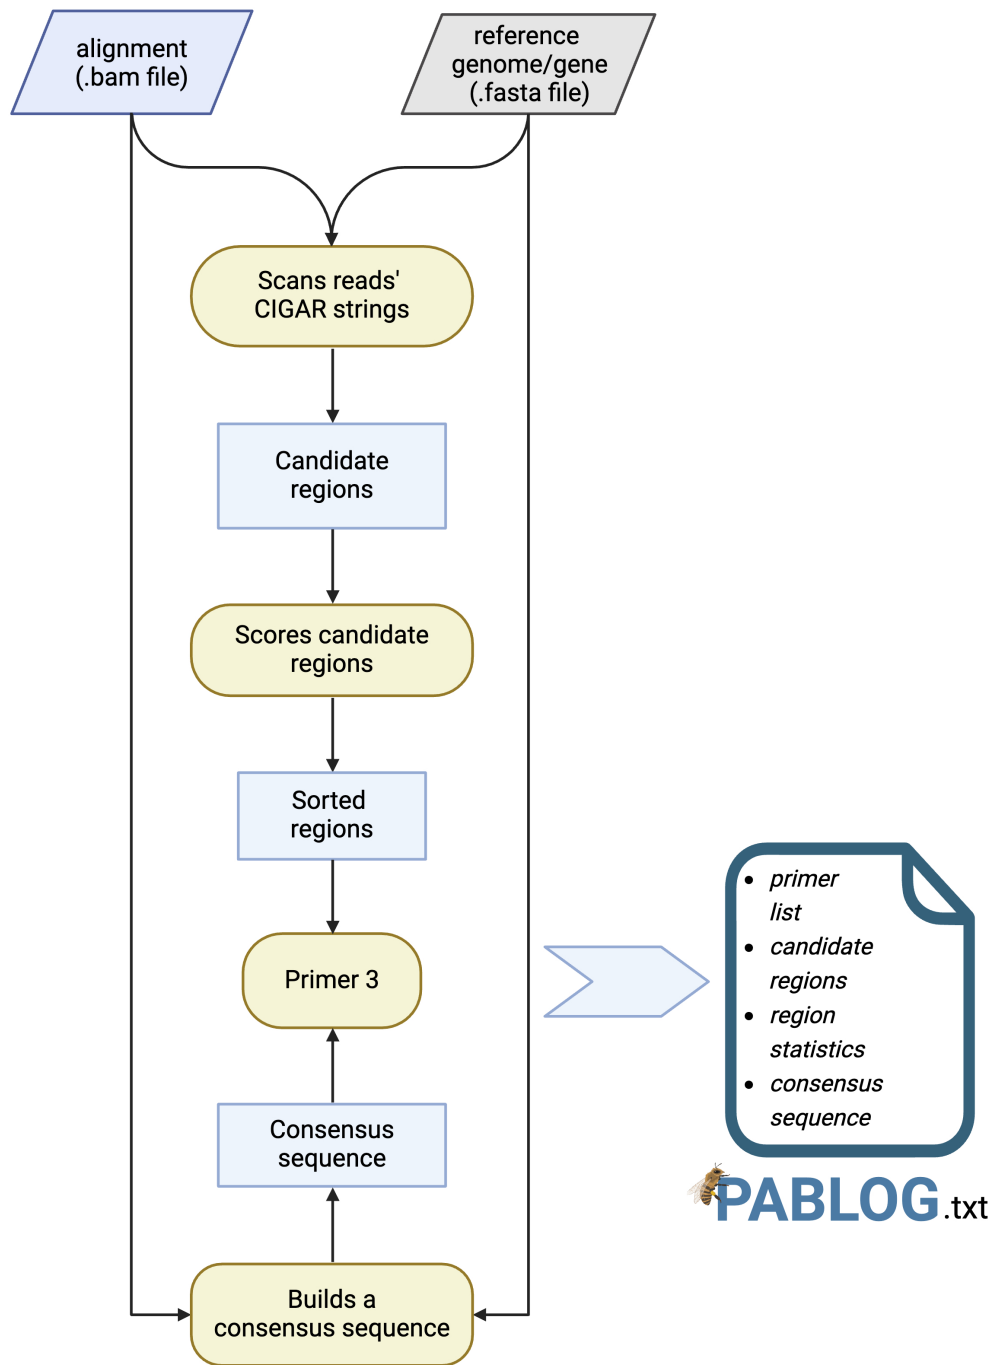 alignment
(.bam file)
reference
genome/gene
(.fasta file)
Scans reads'
CIGAR strings
Candidate
regions
Scores candidate
regions
Sorted
regions
Primer 3
Consensus
sequence
Builds a
consensus sequence
• primer
list
• candidate
regions
• region
statistics
• consensus
sequence
PABLOG.txt